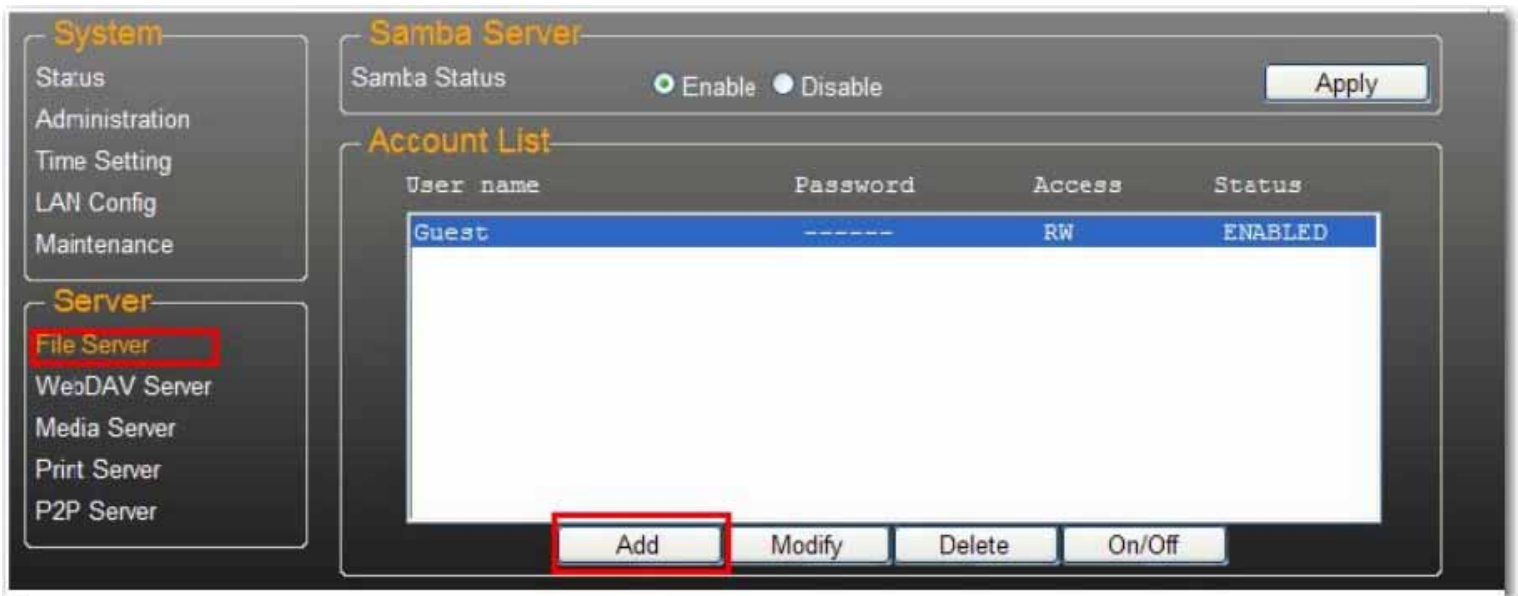 System
Status
Administration
Time Setting
LAN Config
Maintenance
Server
File Server
WebDAV Server
Media Server
Print Server
P2P Server
Samba Server
Samba Status Enable Disable Apply
Account List
User name Password Access Status
Guest ------ RW ENABLED
Add Modify Delete On/Off